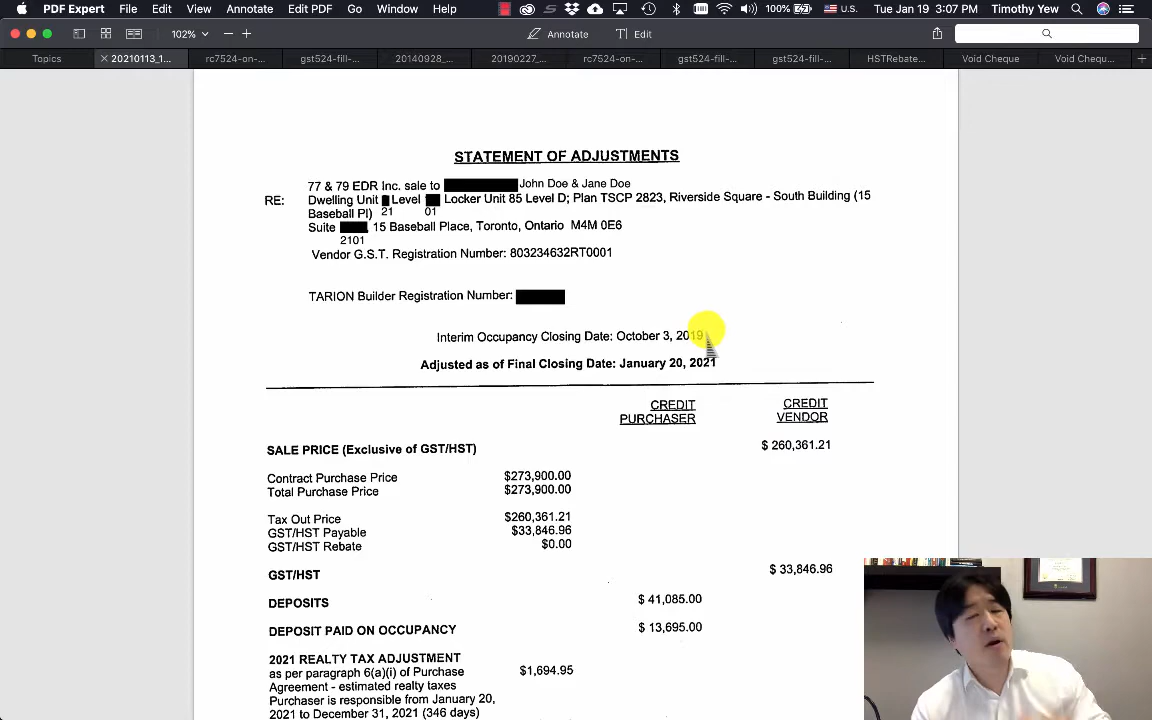 PDF Expert File Edit View Annotate Edit PDF Go Window Help 100% U.S. Tue Jan 19 3:07 PM Timothy Yew
102% Annotate Edit
Topics 20210113_1... rc7524-on-... gst524-fill-... 20140928_... 20190227_... rc7524-on-... gst524-fill-... gst524-fill-... HSTRebate... Void Cheque Void Chequ...
STATEMENT OF ADJUSTMENTS
77 & 79 EDR Inc. sale to John Doe & Jane Doe
RE: Dwelling Unit Level Locker Unit 85 Level D; Plan TSCP 2823, Riverside Square - South Building (15
Baseball Pl) 21 01
Suite , 15 Baseball Place, Toronto, Ontario M4M 0E6
2101
Vendor G.S.T. Registration Number: 803234632RT0001
TARION Builder Registration Number:
Interim Occupancy Closing Date: October 3, 2019
Adjusted as of Final Closing Date: January 20, 2021
CREDIT PURCHASER
CREDIT VENDOR
SALE PRICE (Exclusive of GST/HST) $ 260,361.21
Contract Purchase Price $273,900.00
Total Purchase Price $273,900.00
Tax Out Price $260,361.21
GST/HST Payable $33,846.96
GST/HST Rebate $0.00
GST/HST $ 33,846.96
DEPOSITS $ 41,085.00
DEPOSIT PAID ON OCCUPANCY $ 13,695.00
2021 REALTY TAX ADJUSTMENT
as per paragraph 6(a)(i) of Purchase $1,694.95
Agreement - estimated realty taxes
Purchaser is responsible from January 20,
2021 to December 31, 2021 (346 days)